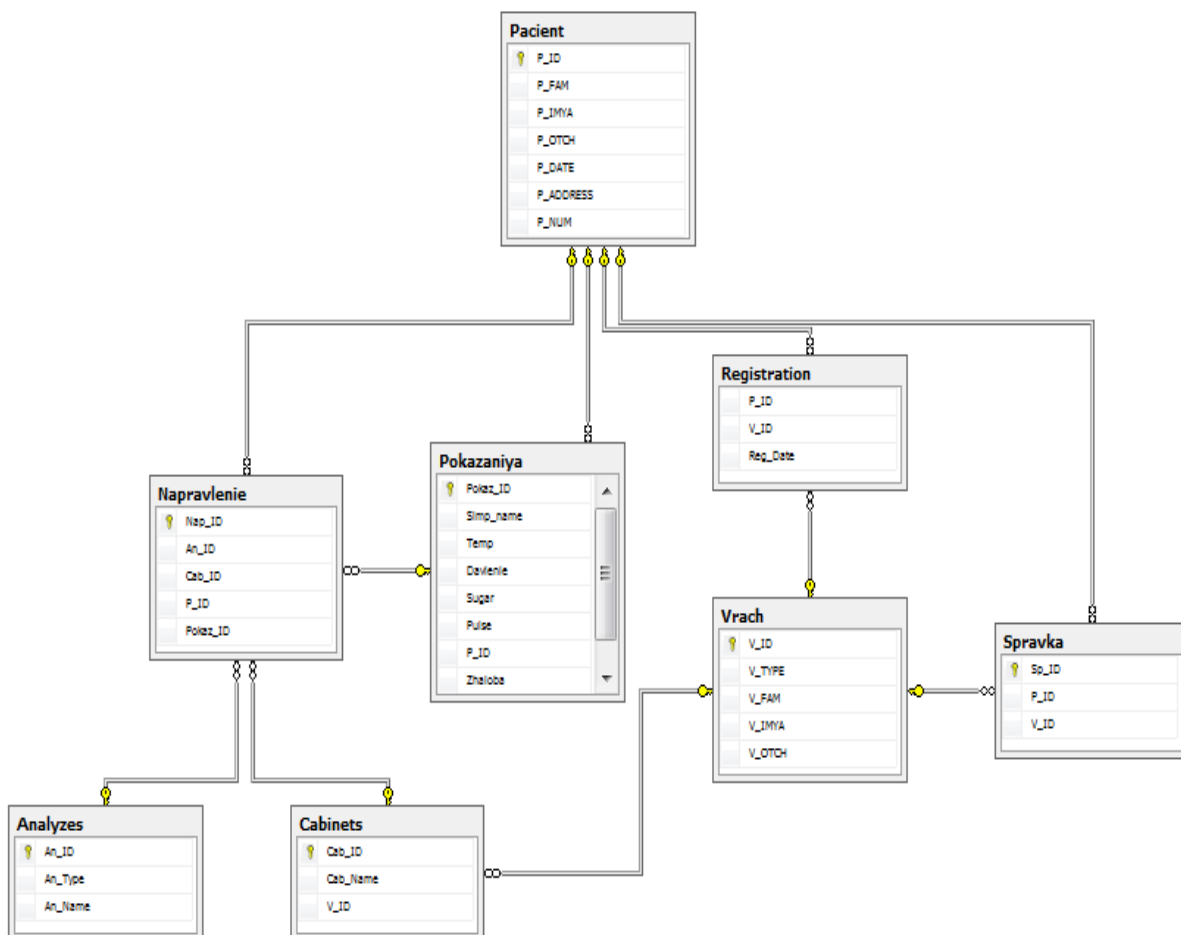 Pacient
P_ID
P_FAM
P_IMYA
P_OTCH
P_DATE
P_ADDRESS
P_NUM
Registration
P_ID
V_ID
Reg_Date
Pokazaniya
Pokaz_ID
Simp_name
Temp
Davlenie
Sugar
Pulse
P_ID
Zhaloba
Napravlenie
Nap_ID
An_ID
Cab_ID
P_ID
Pokaz_ID
Vrach
V_ID
V_TYPE
V_FAM
V_IMYA
V_OTCH
Spravka
Sp_ID
P_ID
V_ID
Analyzes
An_ID
An_Type
An_Name
Cabinets
Cab_ID
Cab_Name
V_ID